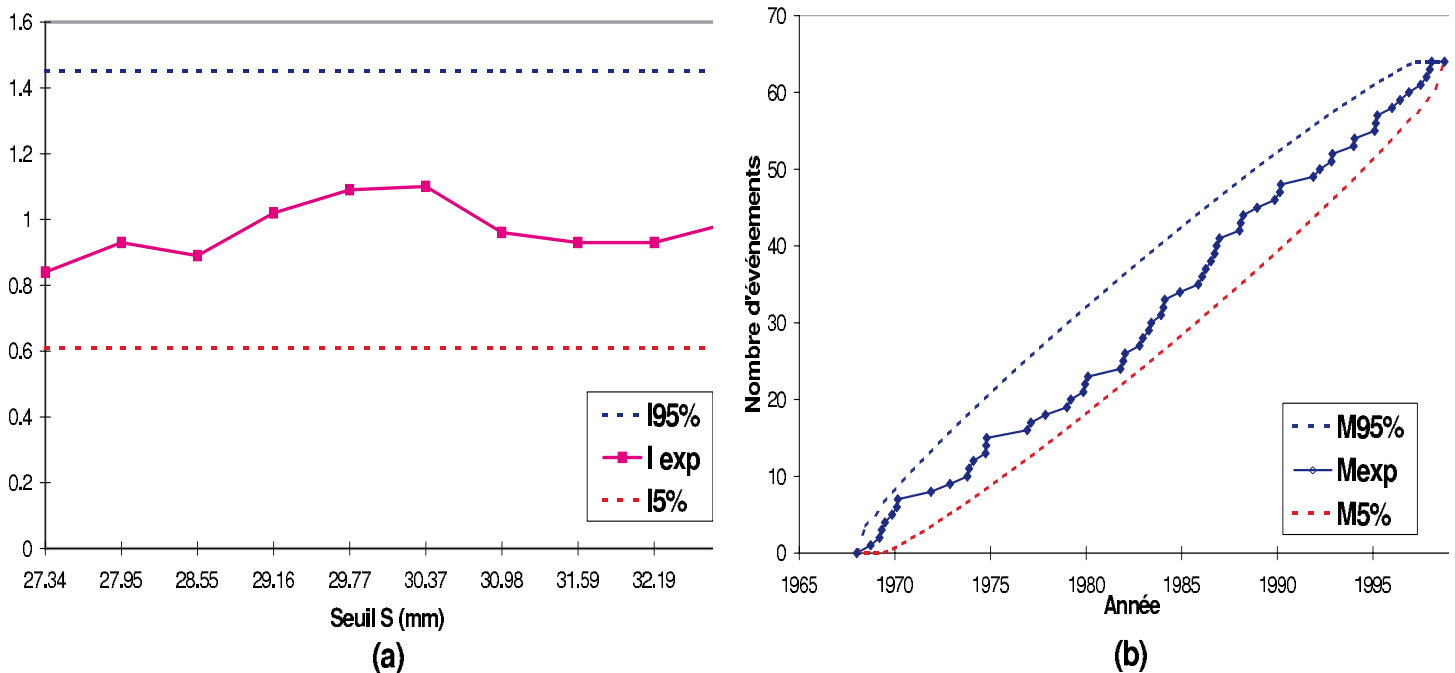 1.6
1.4
1.2
1
0.8
0.6
0.4
0.2
0
27.34 27.95 28.55 29.16 29.77 30.37 30.98 31.59 32.19
Seuil S (mm)
I95%
I exp
I5%
(a)
70
60
50
40
30
20
10
0
Nombre d'événements
1965 1970 1975 1980 1985 1990 1995
Année
M95%
Mexp
M5%
(b)